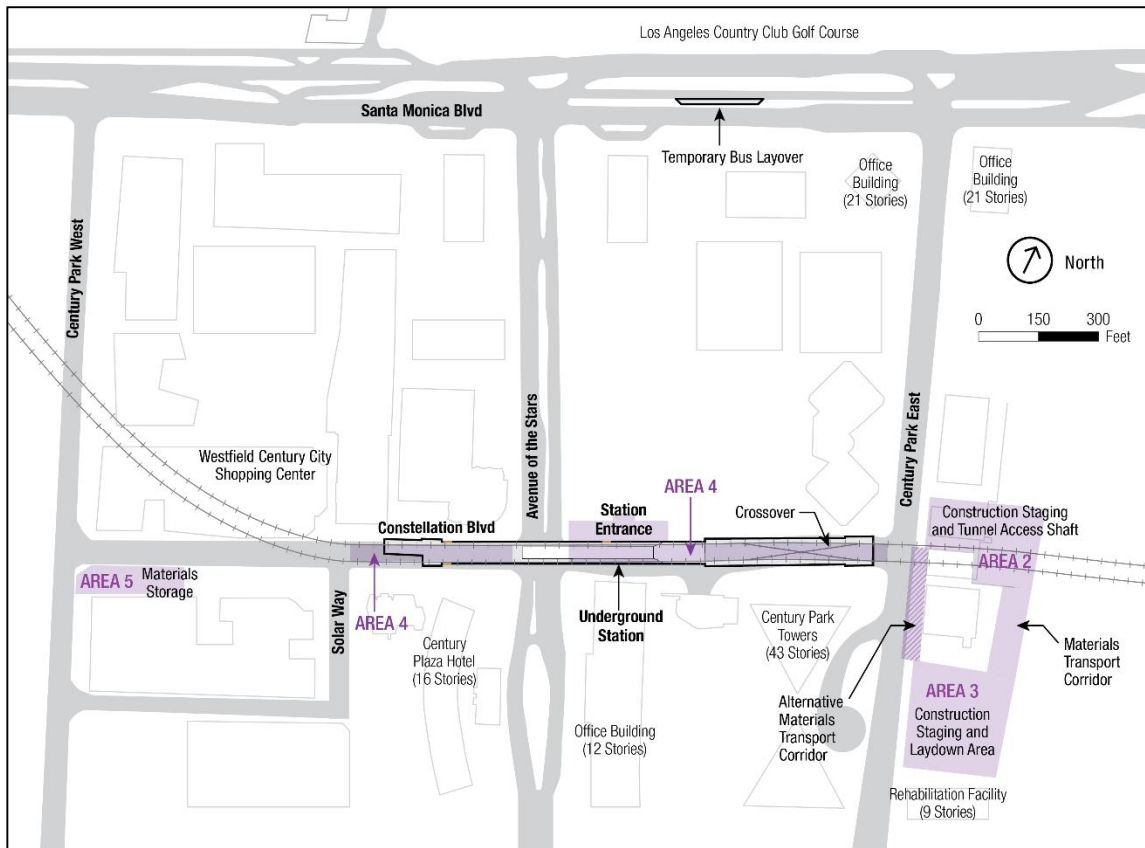 Los Angeles Country Club Golf Course
Santa Monica Blvd
Temporary Bus Layover
Office
Building
(21 Stories)
Office
Building
(21 Stories)
North
0 150 300
Feet
Century Park West
Avenue of the Stars
Century Park East
Westfield Century City
Shopping Center
Constellation Blvd
Station
Entrance
AREA 4
Crossover
Construction Staging
and Tunnel Access Shaft
AREA 2
AREA 5
Materials
Storage
Solar Way
AREA 4
Century
Plaza Hotel
(16 Stories)
Underground
Station
Century Park
Towers
(43 Stories)
Materials
Transport
Corridor
Office Building
(12 Stories)
Alternative
Materials
Transport
Corridor
AREA 3
Construction
Staging and
Laydown Area
Rehabilitation Facility
(9 Stories)